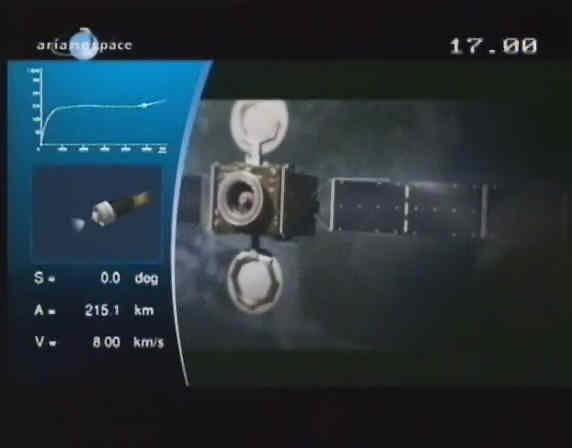 arianespace
17.00
S = 0.0 deg
A = 215.1 km
V = 8.00 km/s